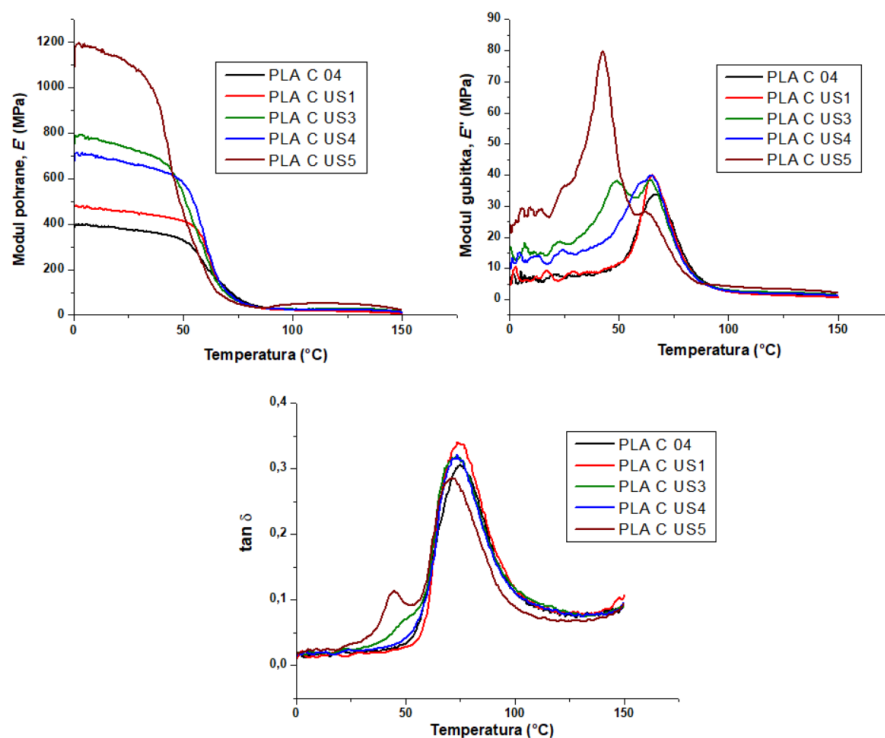 1200
1000
800
600
400
200
0
Modul pohrane, E' (MPa)
PLA C 04
PLA C US1
PLA C US3
PLA C US4
PLA C US5
0 50 100 150
Temperatura (°C)
90
80
70
60
50
40
30
20
10
0
Modul gubitka, E'' (MPa)
PLA C 04
PLA C US1
PLA C US3
PLA C US4
PLA C US5
0 50 100 150
Temperatura (°C)
0,4
0,3
0,2
0,1
0,0
tan δ
PLA C 04
PLA C US1
PLA C US3
PLA C US4
PLA C US5
0 50 100 150
Temperatura (°C)